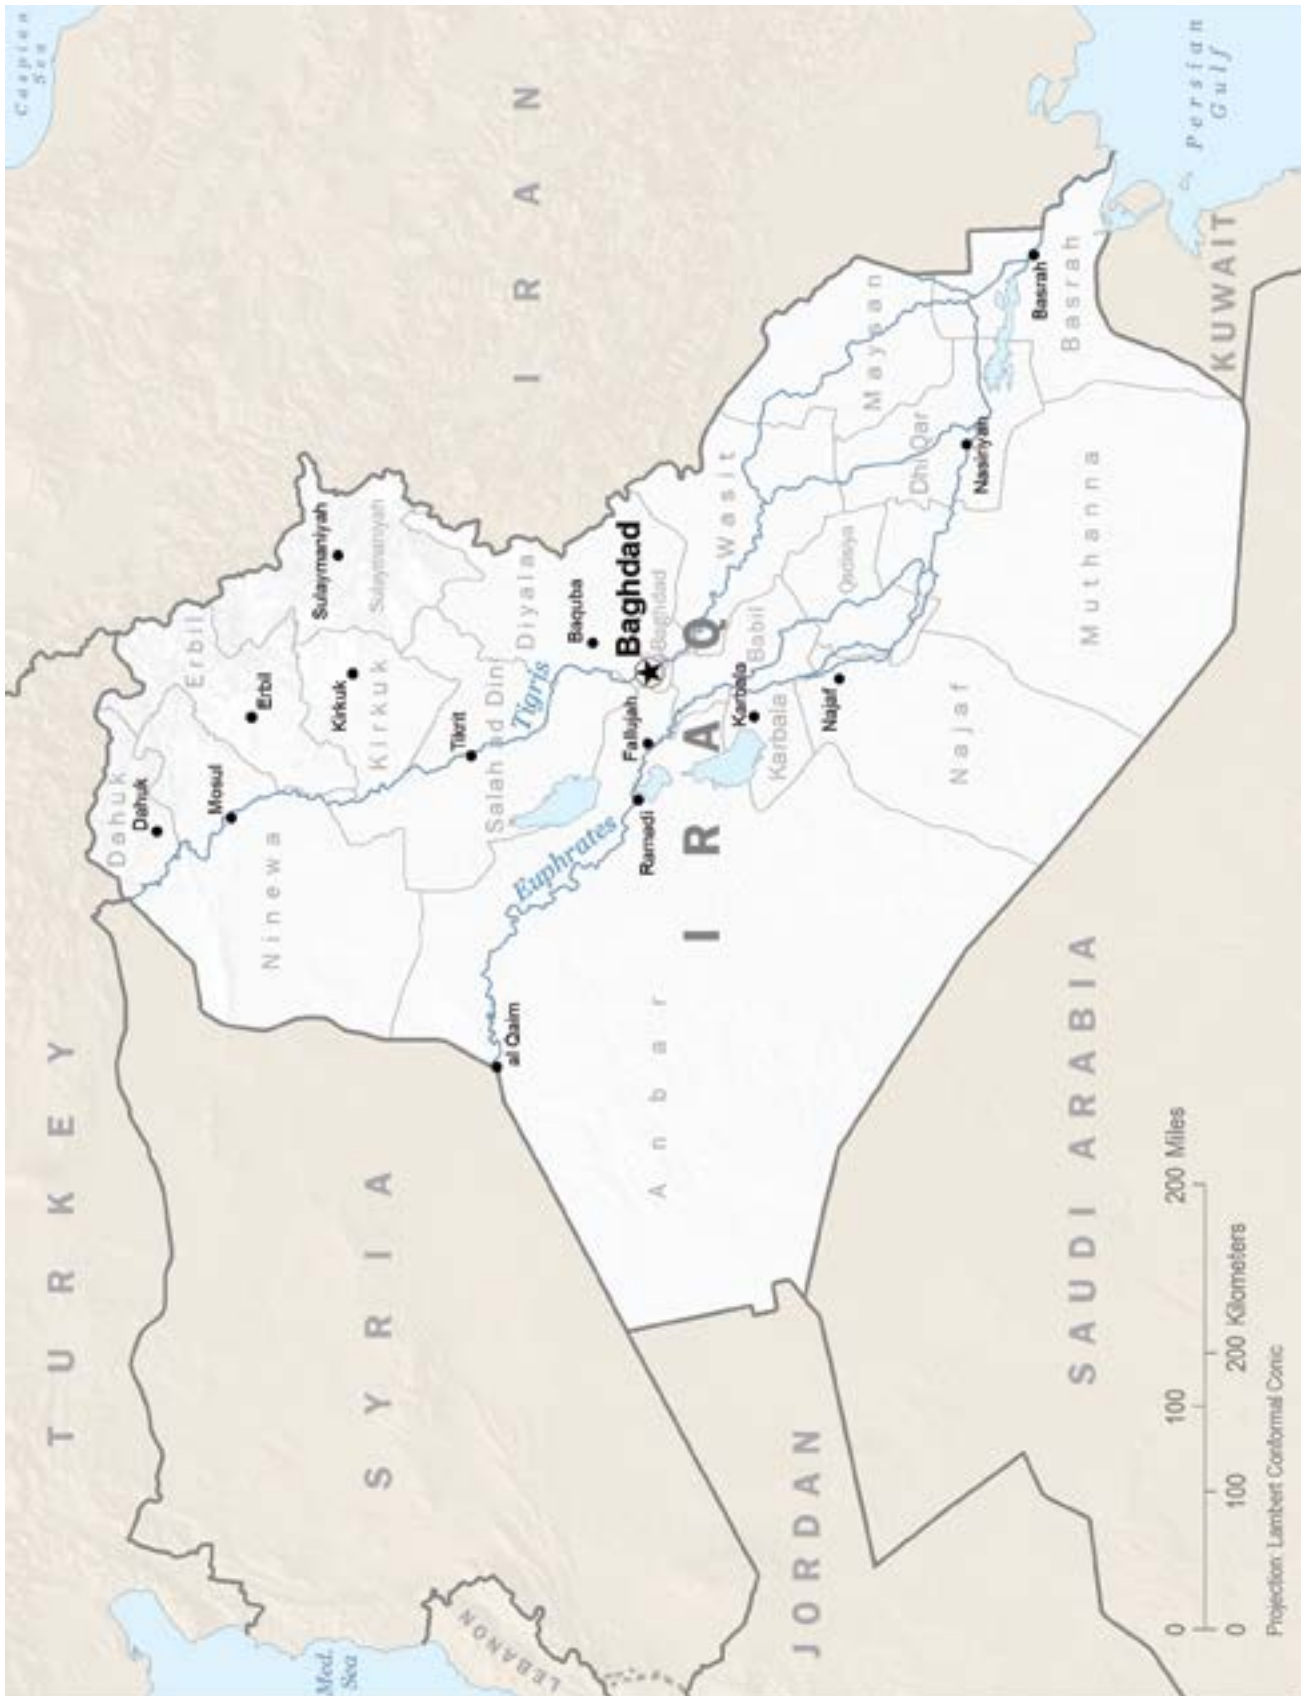 Caspian
Sea
TURKEY
IRAN
SYRIA
Dahuk
Dahuk
Mosul
Ninewa
Erbil
Erbil
Sulaymaniyah
Sulaymaniyah
Kirkuk
Kirkuk
Tikrit
Salah ad Din
Diyala
Tigris
Baquba
Baghdad
Baghdad
Euphrates
al Qaim
Ramadi
Fallujah
Anbar
IRAQ
Karbala
Karbala
Babil
Wasit
Najaf
Najaf
Qadisya
Dhi Qar
Maysan
Nasiriyah
Muthanna
Basrah
Basrah
Med.
Sea
LEBANON
JORDAN
SAUDI ARABIA
KUWAIT
Persian
Gulf
0 100 200 Miles
0 100 200 Kilometers
Projection: Lambert Conformal Conic